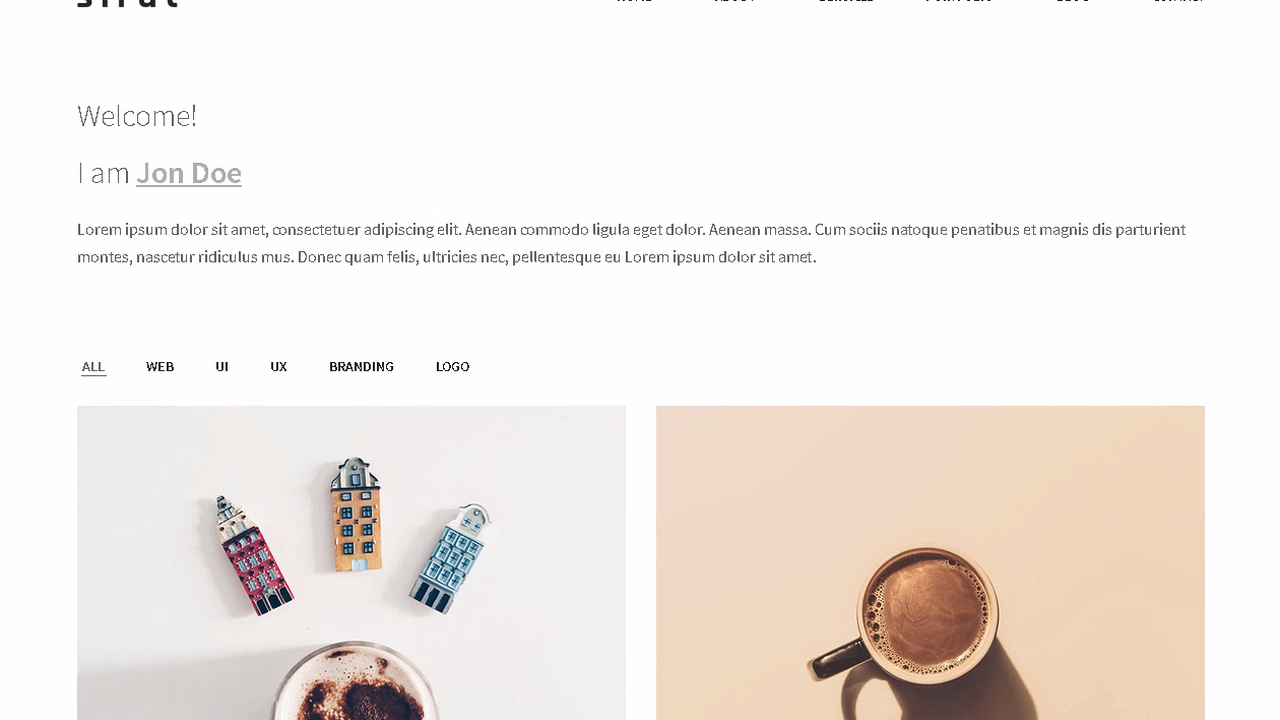 Welcome!
I am Jon Doe
Lorem ipsum dolor sit amet, consectetuer adipiscing elit. Aenean commodo ligula eget dolor. Aenean massa. Cum sociis natoque penatibus et magnis dis parturient
montes, nascetur ridiculus mus. Donec quam felis, ultricies nec, pellentesque eu Lorem ipsum dolor sit amet.
ALL WEB UI UX BRANDING LOGO